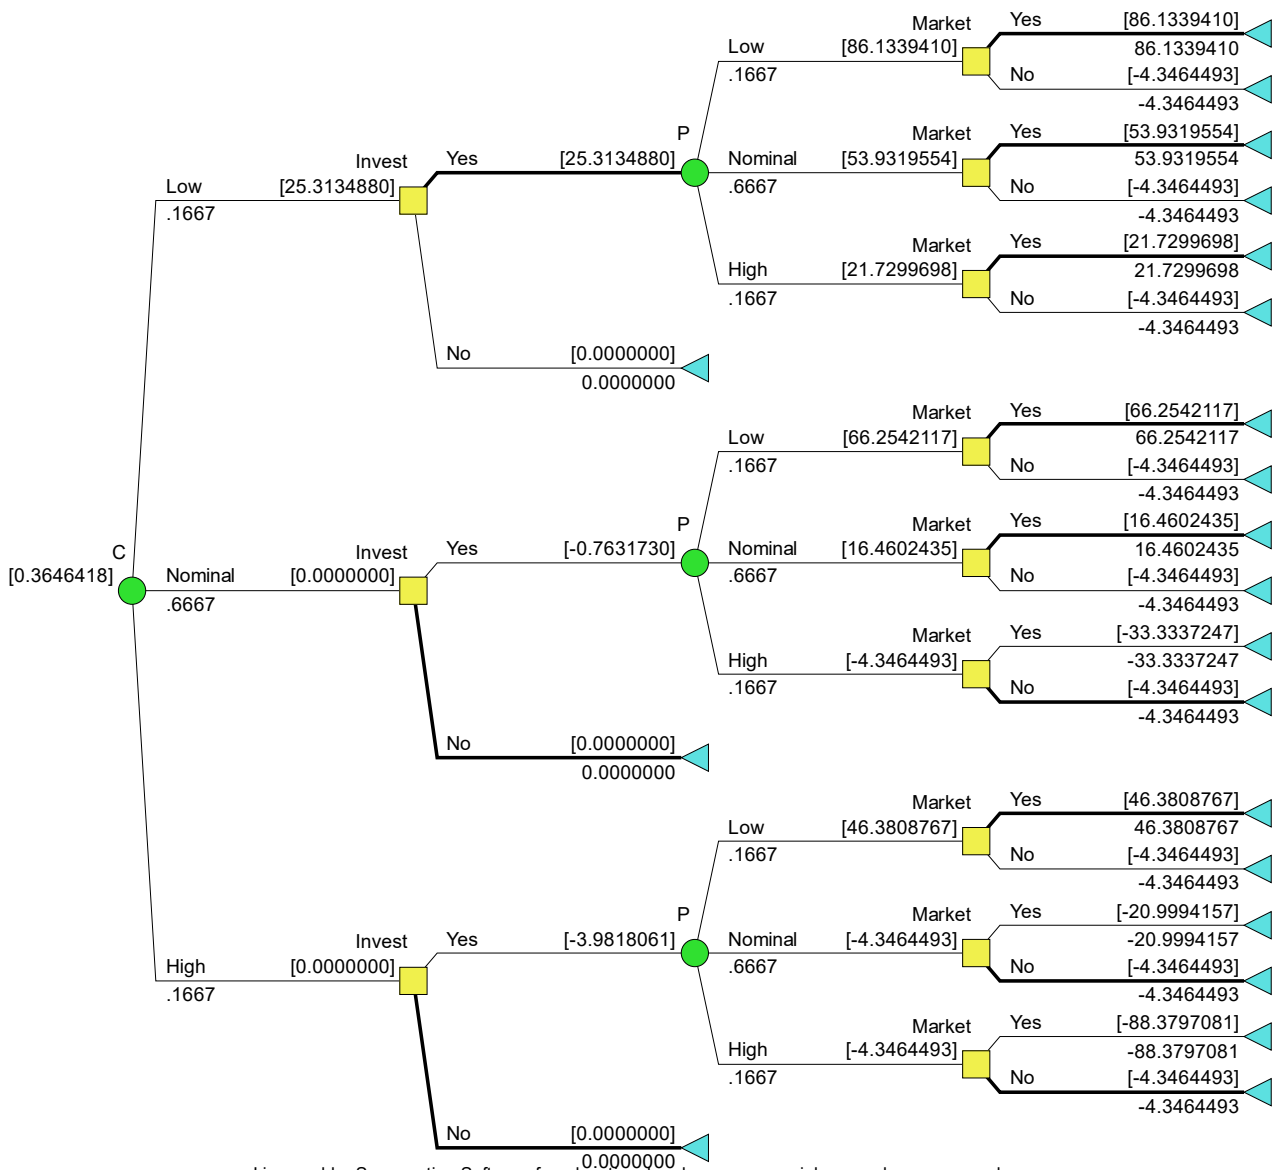 Market Yes [86.1339410]
Low [86.1339410] 86.1339410
.1667 No [-4.3464493]
-4.3464493
P Market Yes [53.9319554]
Invest Yes [25.3134880] Nominal [53.9319554] 53.9319554
Low [25.3134880] .6667 No [-4.3464493]
.1667 -4.3464493
Market Yes [21.7299698]
High [21.7299698] 21.7299698
.1667 No [-4.3464493]
-4.3464493
No [0.0000000]
0.0000000
Market Yes [66.2542117]
Low [66.2542117] 66.2542117
.1667 No [-4.3464493]
-4.3464493
P Market Yes [16.4602435]
C Invest Yes [-0.7631730] Nominal [16.4602435] 16.4602435
[0.3646418] Nominal [0.0000000] .6667 No [-4.3464493]
.6667 -4.3464493
Market Yes [-33.3337247]
High [-4.3464493] -33.3337247
.1667 No [-4.3464493]
-4.3464493
No [0.0000000]
0.0000000
Market Yes [46.3808767]
Low [46.3808767] 46.3808767
.1667 No [-4.3464493]
-4.3464493
P Market Yes [-20.9994157]
Invest Yes [-3.9818061] Nominal [-4.3464493] -20.9994157
High [0.0000000] .6667 No [-4.3464493]
.1667 -4.3464493
Market Yes [-88.3797081]
High [-4.3464493] -88.3797081
.1667 No [-4.3464493]
-4.3464493
No [0.0000000]
0.0000000